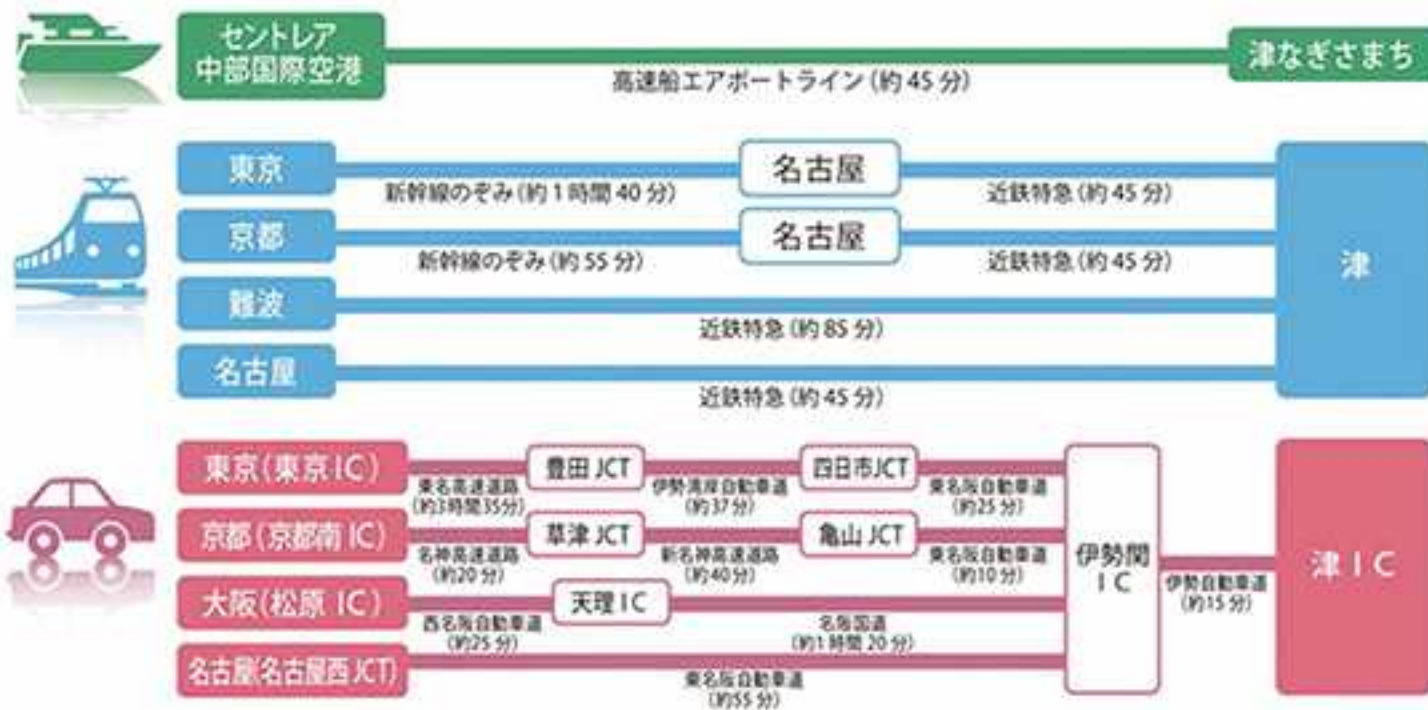 セントレア
中部国際空港
高速船エアポートライン(約45分)
津なぎさまち
東京
新幹線のぞみ(約1時間40分)
名古屋
近鉄特急(約45分)
京都
新幹線のぞみ(約55分)
名古屋
近鉄特急(約45分)
難波
近鉄特急(約85分)
名古屋
近鉄特急(約45分)
津
東京(東京IC)
東名高速道路
(約3時間35分)
豊田JCT
伊勢湾岸自動車道
(約37分)
四日市JCT
東名阪自動車道
(約25分)
京都(京都南IC)
名神高速道路
(約20分)
草津JCT
新名神高速道路
(約40分)
亀山JCT
東名阪自動車道
(約10分)
大阪(松原IC)
西名阪自動車道
(約25分)
天理IC
名阪国道
(約1時間20分)
名古屋(名古屋西JCT)
東名阪自動車道
(約55分)
伊勢関
IC
伊勢自動車道
(約15分)
津IC